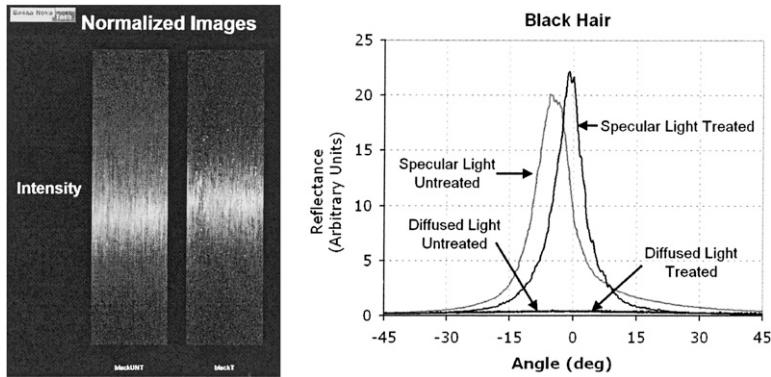 Normalized Images
Intensity
blackUNT
blackT
Black Hair
Reflectance
(Arbitrary Units)
25
20
15
10
5
0
Specular Light Treated
Specular Light
Untreated
Diffused Light
Untreated
Diffused Light
Treated
-45
-30
-15
0
15
30
45
Angle (deg)